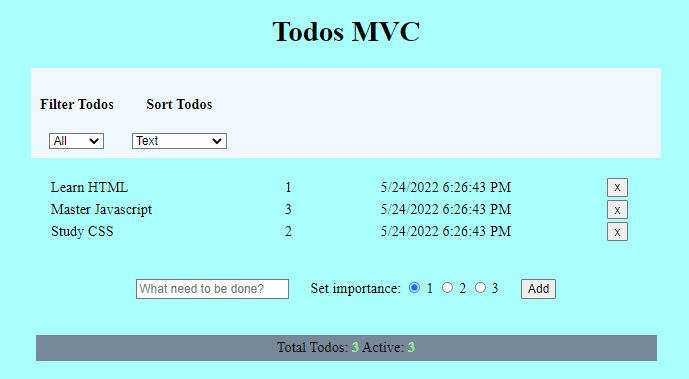 Todos MVC
Filter Todos Sort Todos
All Text
Learn HTML 1 5/24/2022 6:26:43 PM x
Master Javascript 3 5/24/2022 6:26:43 PM x
Study CSS 2 5/24/2022 6:26:43 PM x
What need to be done? Set importance: 1 2 3 Add
Total Todos: 3 Active: 3